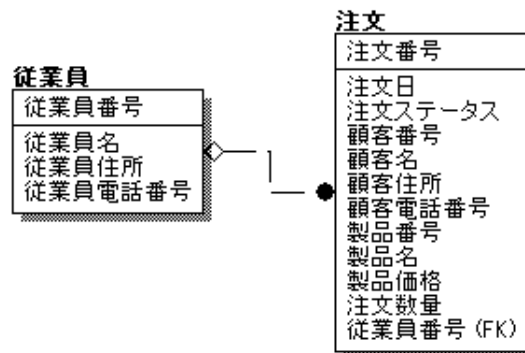 従業員
従業員番号
従業員名
従業員住所
従業員電話番号
注文
注文番号
注文日
注文ステータス
顧客番号
顧客名
顧客住所
顧客電話番号
製品番号
製品名
製品価格
注文数量
従業員番号 (FK)